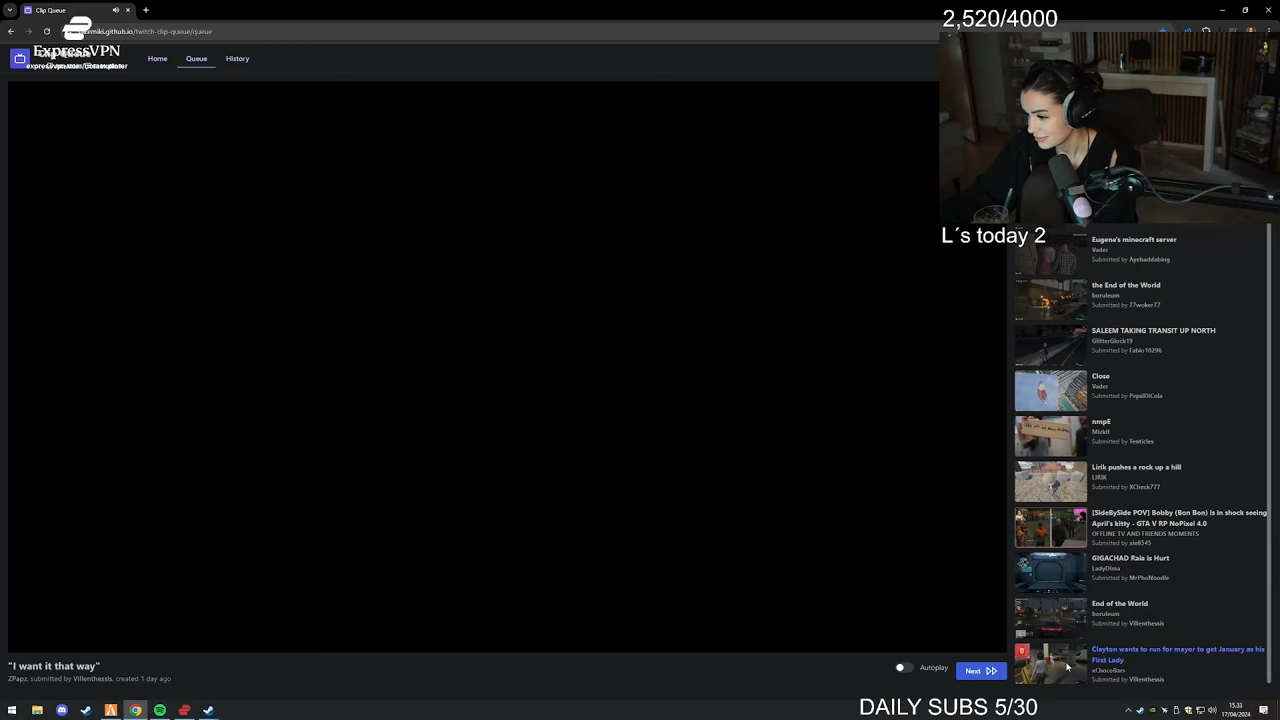 Clip Queue
2,520/4000
ExpressVPN
Home
Queue
History
L´s today 2
Eugene's minecraft server
Vader
Submitted by Ayebaddabing
the End of the World
boruleum
Submitted by 77woker77
SALEEM TAKING TRANSIT UP NORTH
GlitterGlock19
Submitted by Fabio10296
Close
Vader
Submitted by PepsiDiCola
nmpE
Mizkif
Submitted by Tenticles
Lirik pushes a rock up a hill
LIRIK
Submitted by XCheck777
[SideBySide POV] Bobby (Bon Bon) is in shock seeing
April's kitty - GTA V RP NoPixel 4.0
OFFLINE TV AND FRIENDS MOMENTS
Submitted by xie8545
GIGACHAD Raia is Hurt
LadyDima
Submitted by MrPhoNoodle
End of the World
boruleum
Submitted by Villenthessis
Clayton wants to run for mayor to get January as his
First Lady
xChocoBars
Submitted by Villenthessis
"I want it that way"
ZPapz, submitted by Villenthessis, created 1 day ago
Autoplay
Next
DAILY SUBS 5/30
15.33
17/04/2024